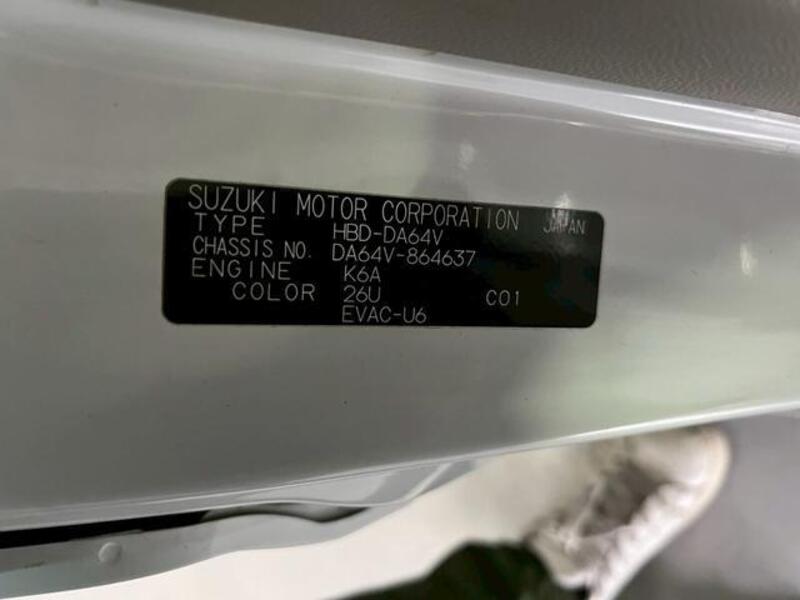 SUZUKI MOTOR CORPORATION JAPAN
TYPE HBD-DA64V
CHASSIS NO. DA64V-864637
ENGINE K6A
COLOR 26U C01
EVAC-U6